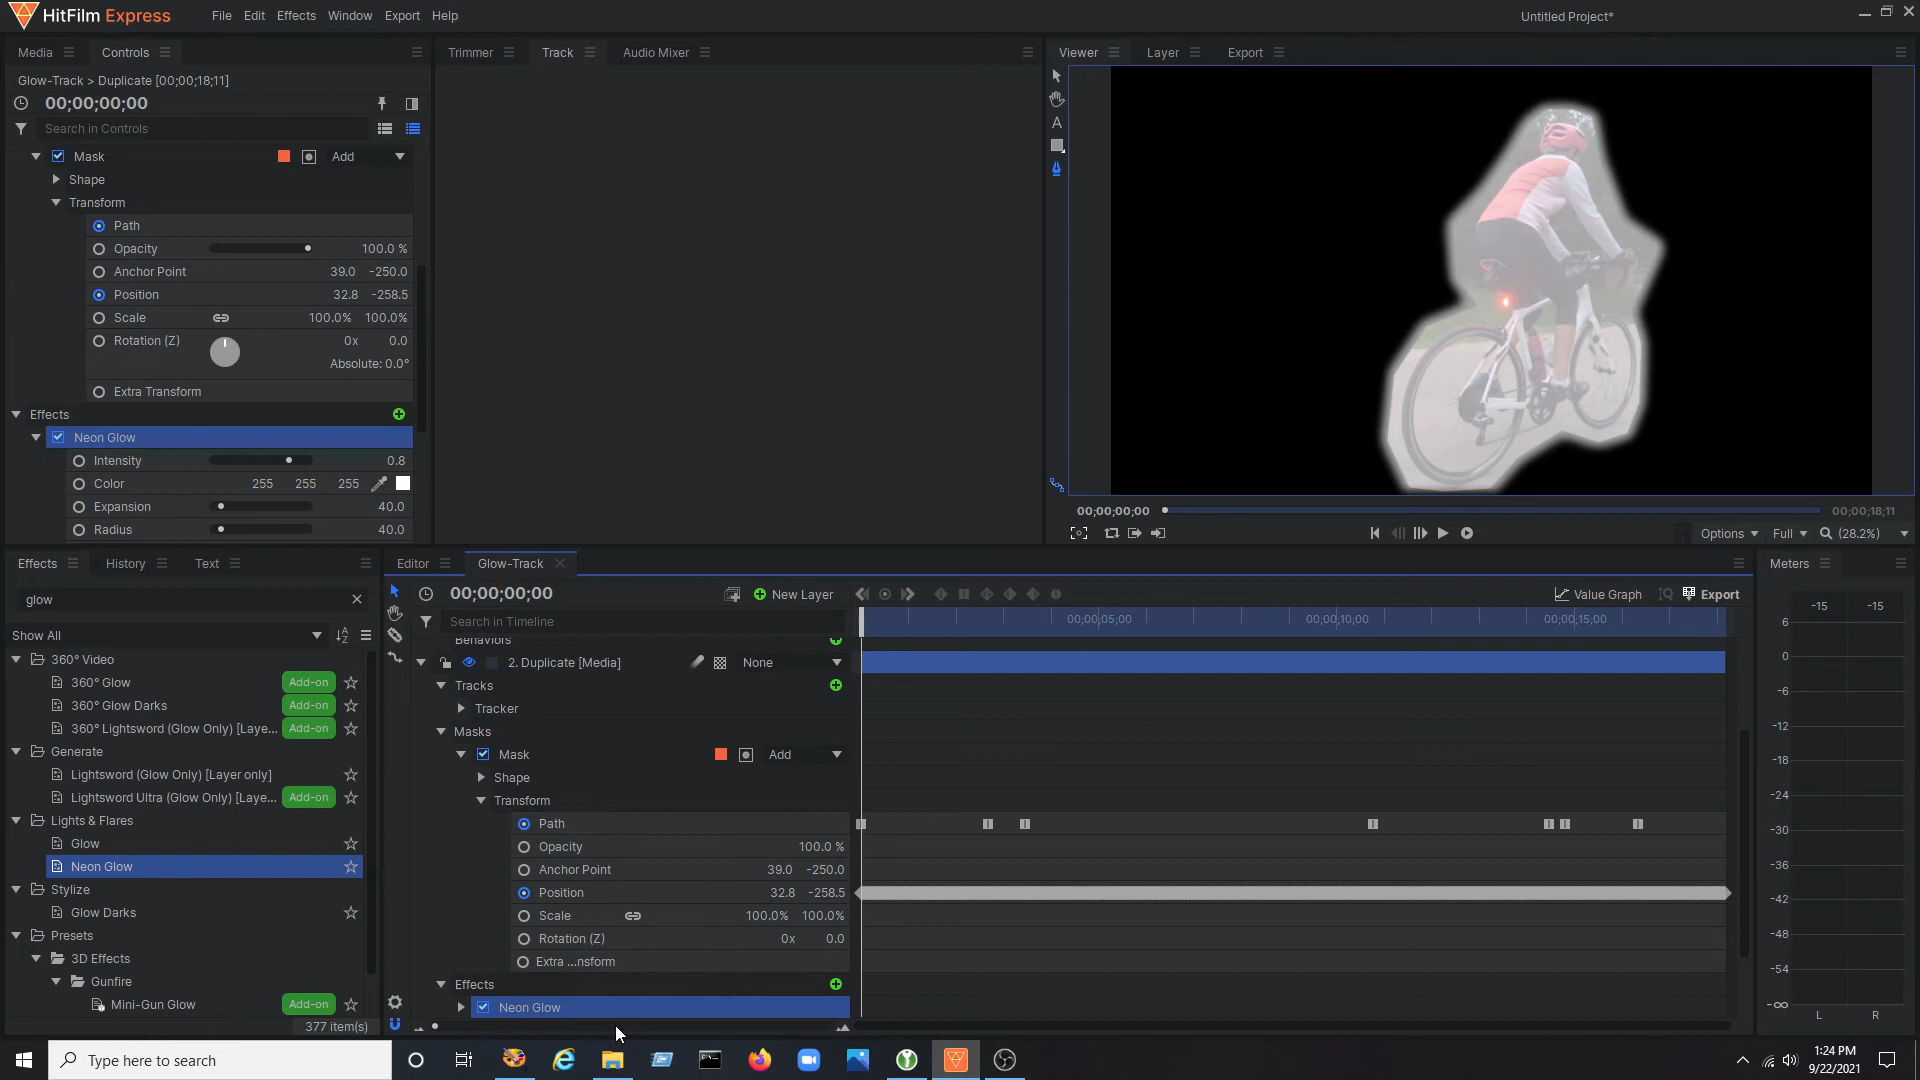 HitFilm Express File Edit Effects Window Export Help Untitled Project*
Media Controls Trimmer Track Audio Mixer Viewer Layer Export
Glow-Track > Duplicate [00;00;18;11]
00;00;00;00
Search in Controls
Mask Add
Shape
Transform
Path
Opacity 100.0 %
Anchor Point 39.0 -250.0
Position 32.8 -258.5
Scale 100.0% 100.0%
Rotation (Z) 0x 0.0
Absolute: 0.0°
Extra Transform
Effects
Neon Glow
Intensity 0.8
Color 255 255 255
Expansion 40.0
Radius 40.0
A
00;00;00;00 00;00;18;11
Options Full (28.2%)
Effects History Text
glow
Show All
360° Video
360° Glow Add-on
360° Glow Darks Add-on
360° Lightsword (Glow Only) [Laye... Add-on
Generate
Lightsword (Glow Only) [Layer only]
Lightsword Ultra (Glow Only) [Laye... Add-on
Lights & Flares
Glow
Neon Glow
Stylize
Glow Darks
Presets
3D Effects
Gunfire
Mini-Gun Glow Add-on
377 item(s)
Editor Glow-Track
00;00;00;00 New Layer Value Graph Export
Search in Timeline 00;00;05;00 00;00;10;00 00;00;15;00
Behaviors
2. Duplicate [Media] None
Tracks
Tracker
Masks
Mask Add
Shape
Transform
Path
Opacity 100.0 %
Anchor Point 39.0 -250.0
Position 32.8 -258.5
Scale 100.0% 100.0%
Rotation (Z) 0x 0.0
Extra ...nsform
Effects
Neon Glow
Meters
-15 -15
6
0
-6
-12
-18
-24
-30
-36
-42
-48
-54
-∞
L R
Type here to search
1:24 PM
9/22/2021